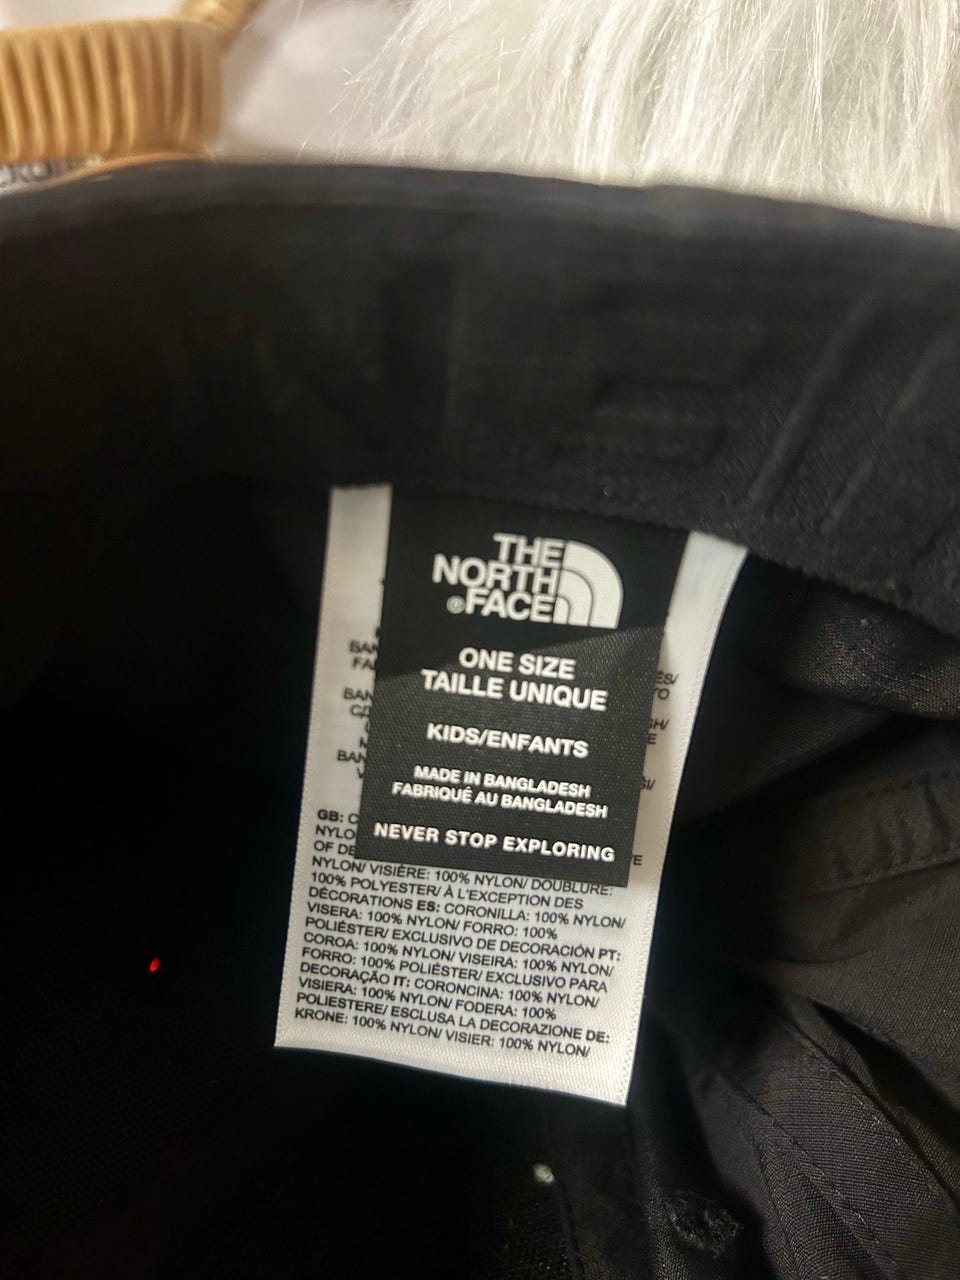 THE
NORTH
®FACE
ONE SIZE
TAILLE UNIQUE
KIDS/ENFANTS
MADE IN BANGLADESH
FABRIQUÉ AU BANGLADESH
NEVER STOP EXPLORING
GB:
OF
NYLON/ VISIÈRE: 100% NYLON/ DOUBLURE:
100% POLYESTER/ À L'EXCEPTION DES
DÉCORATIONS ES: CORONILLA: 100% NYLON/
VISERA: 100% NYLON/ FORRO: 100%
POLIÉSTER/ EXCLUSIVO DE DECORACIÓN PT:
COROA: 100% NYLON/ VISEIRA: 100% NYLON/
FORRO: 100% POLIÉSTER/ EXCLUSIVO PARA
DECORAÇÃO IT: CORONCINA: 100% NYLON/
VISIERA: 100% NYLON/ FODERA: 100%
POLIESTERE/ ESCLUSA LA DECORAZIONE DE:
KRONE: 100% NYLON/ VISIER: 100% NYLON/